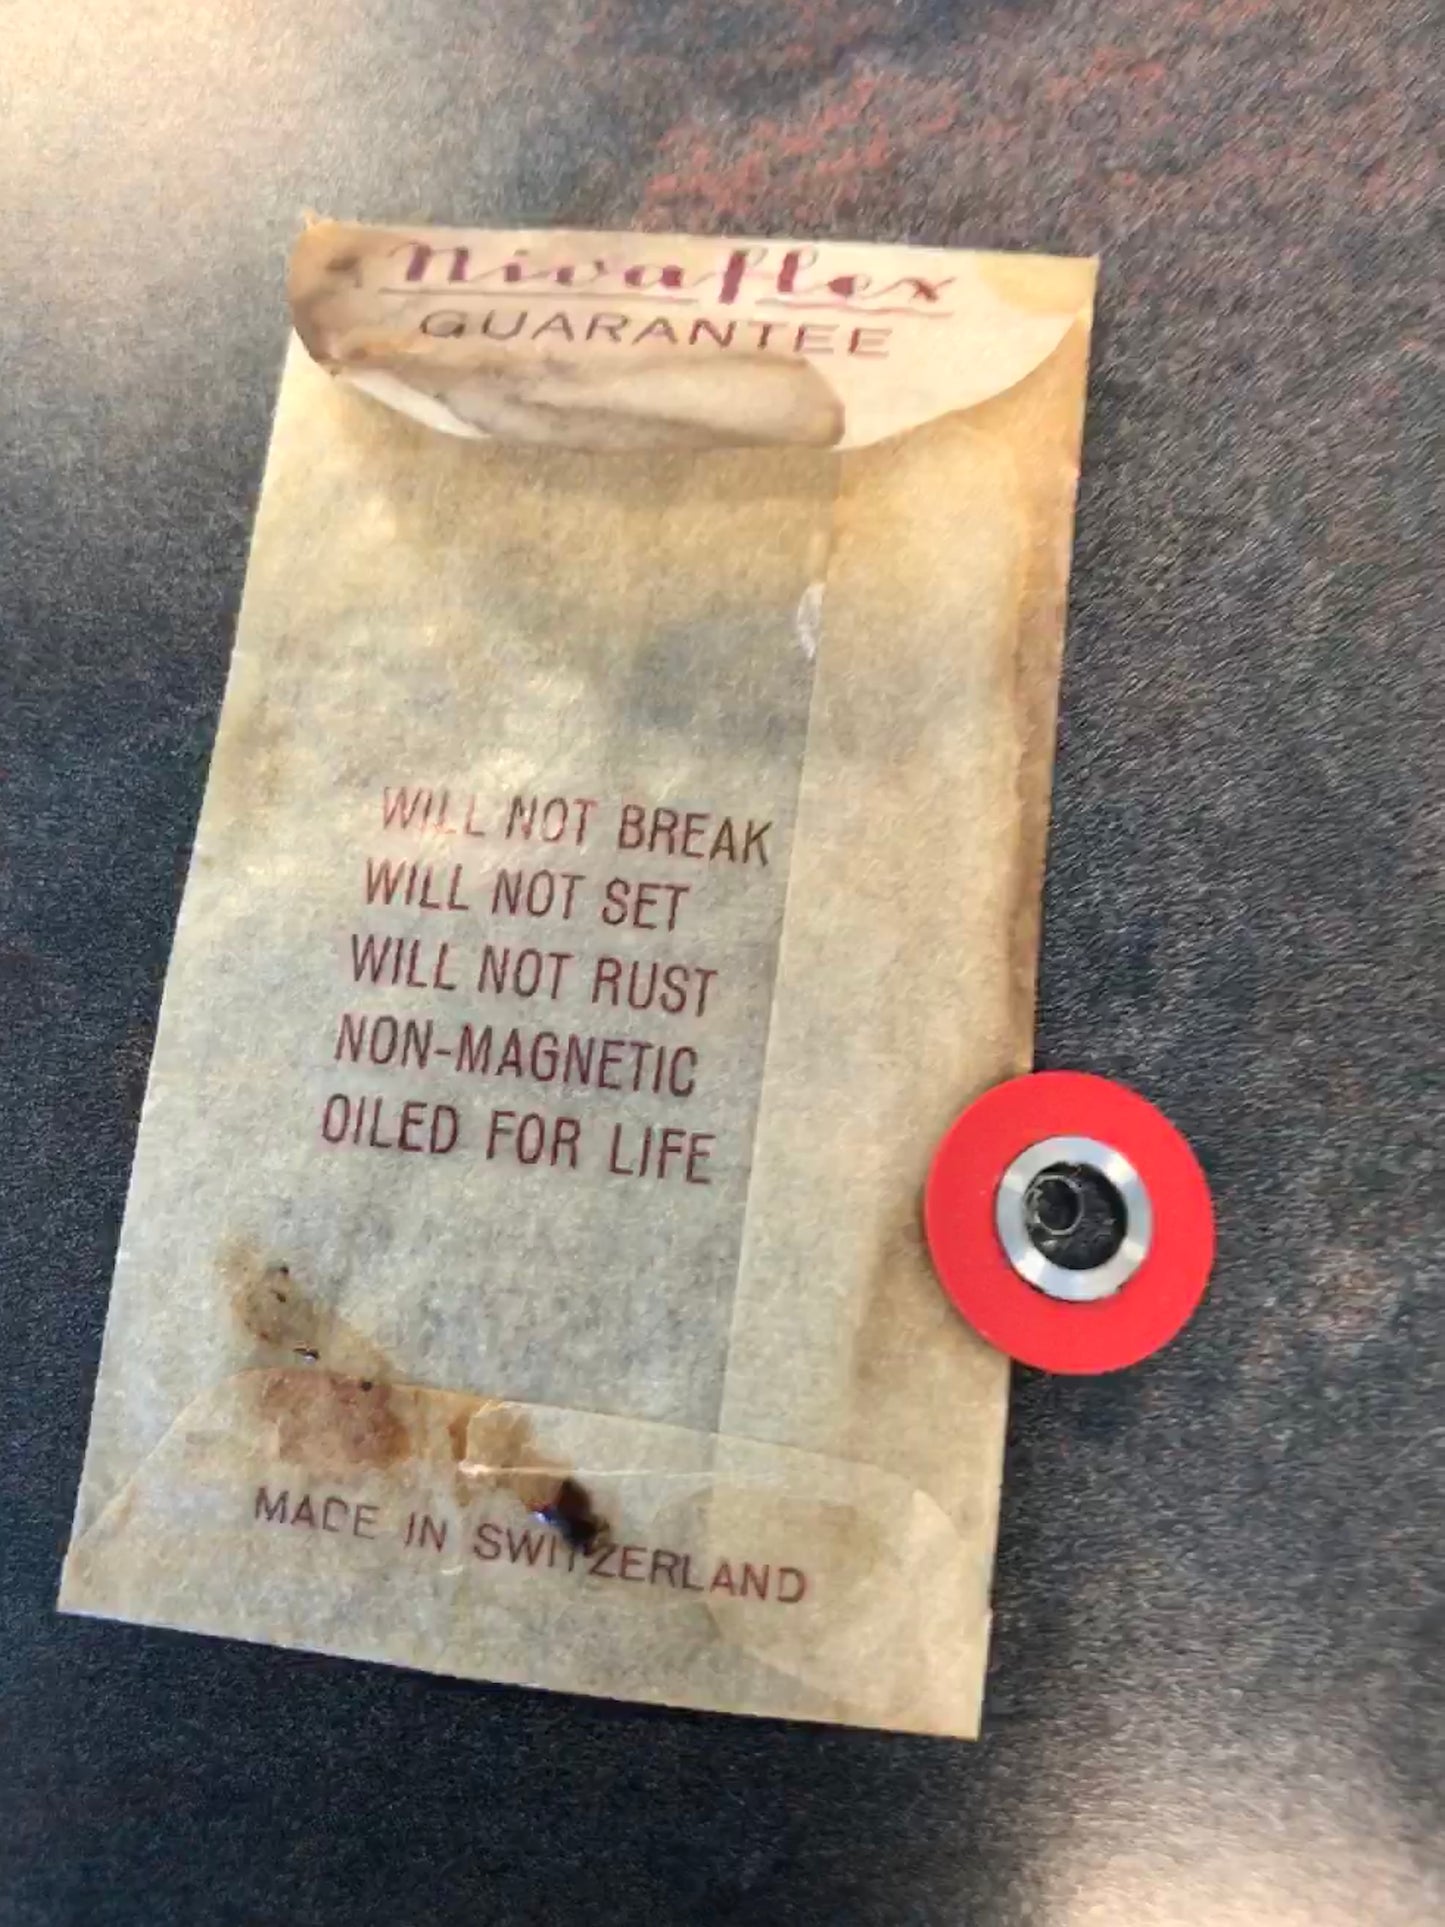 Nivaflex
GUARANTEE
WILL NOT BREAK
WILL NOT SET
WILL NOT RUST
NON-MAGNETIC
OILED FOR LIFE
MADE IN SWITZERLAND